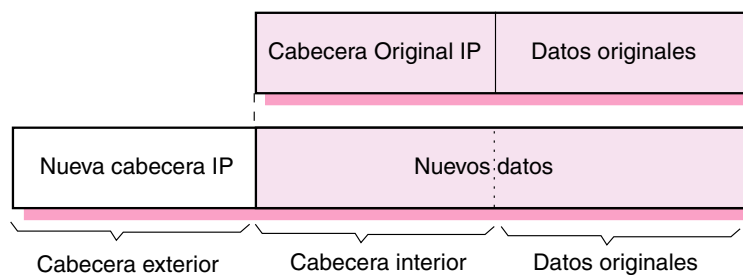 Cabecera Original IP Datos originales
Nueva cabecera IP Nuevos datos
Cabecera exterior Cabecera interior Datos originales